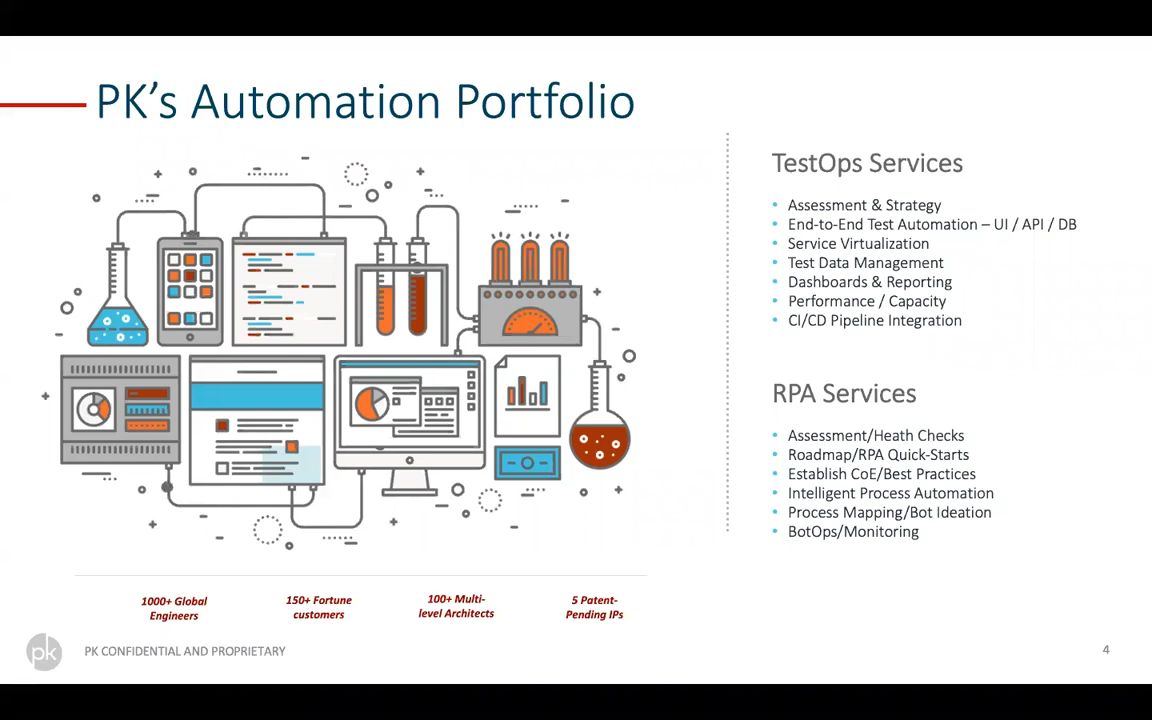 PK's Automation Portfolio
TestOps Services
• Assessment & Strategy
• End-to-End Test Automation – UI / API / DB
• Service Virtualization
• Test Data Management
• Dashboards & Reporting
• Performance / Capacity
• CI/CD Pipeline Integration
RPA Services
• Assessment/Heath Checks
• Roadmap/RPA Quick-Starts
• Establish CoE/Best Practices
• Intelligent Process Automation
• Process Mapping/Bot Ideation
• BotOps/Monitoring
1000+ Global
Engineers
150+ Fortune
customers
100+ Multi-
level Architects
5 Patent-
Pending IPs
pk
PK CONFIDENTIAL AND PROPRIETARY
4